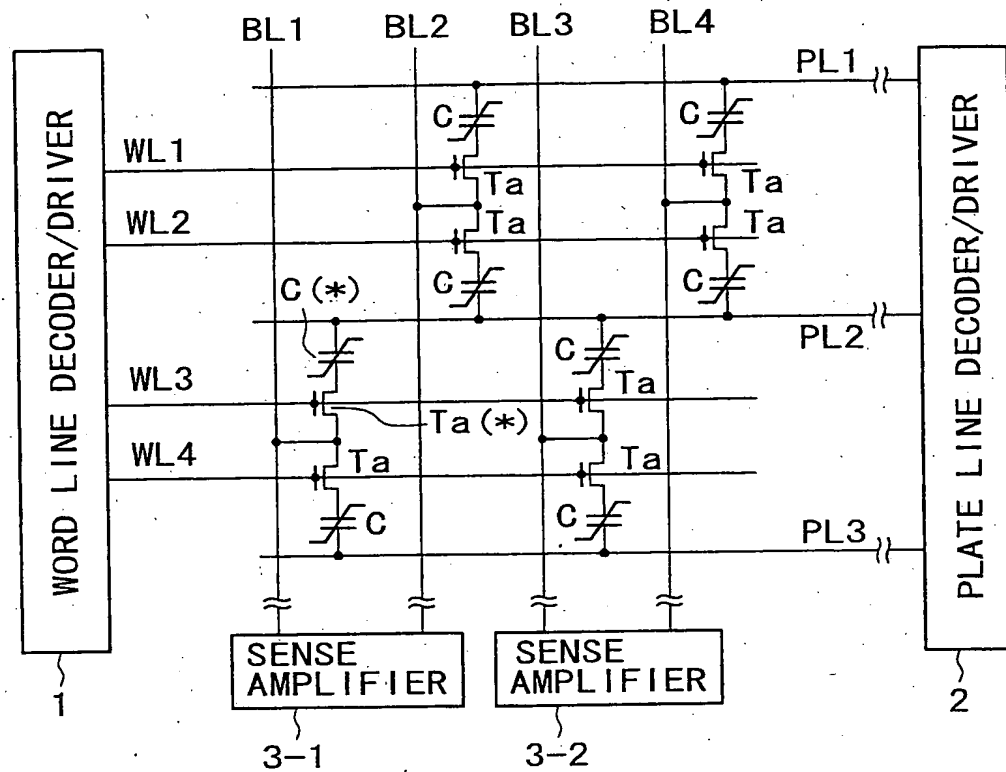 BL1 BL2 BL3 BL4
PL1
C C
WL1
Ta Ta
WL2
Ta Ta
C C
C (*)
PL2
C
WL3
Ta
Ta (*)
WL4
Ta Ta
C C
PL3
WORD LINE DECODER/DRIVER
PLATE LINE DECODER/DRIVER
SENSE AMPLIFIER
SENSE AMPLIFIER
1
2
3-1
3-2